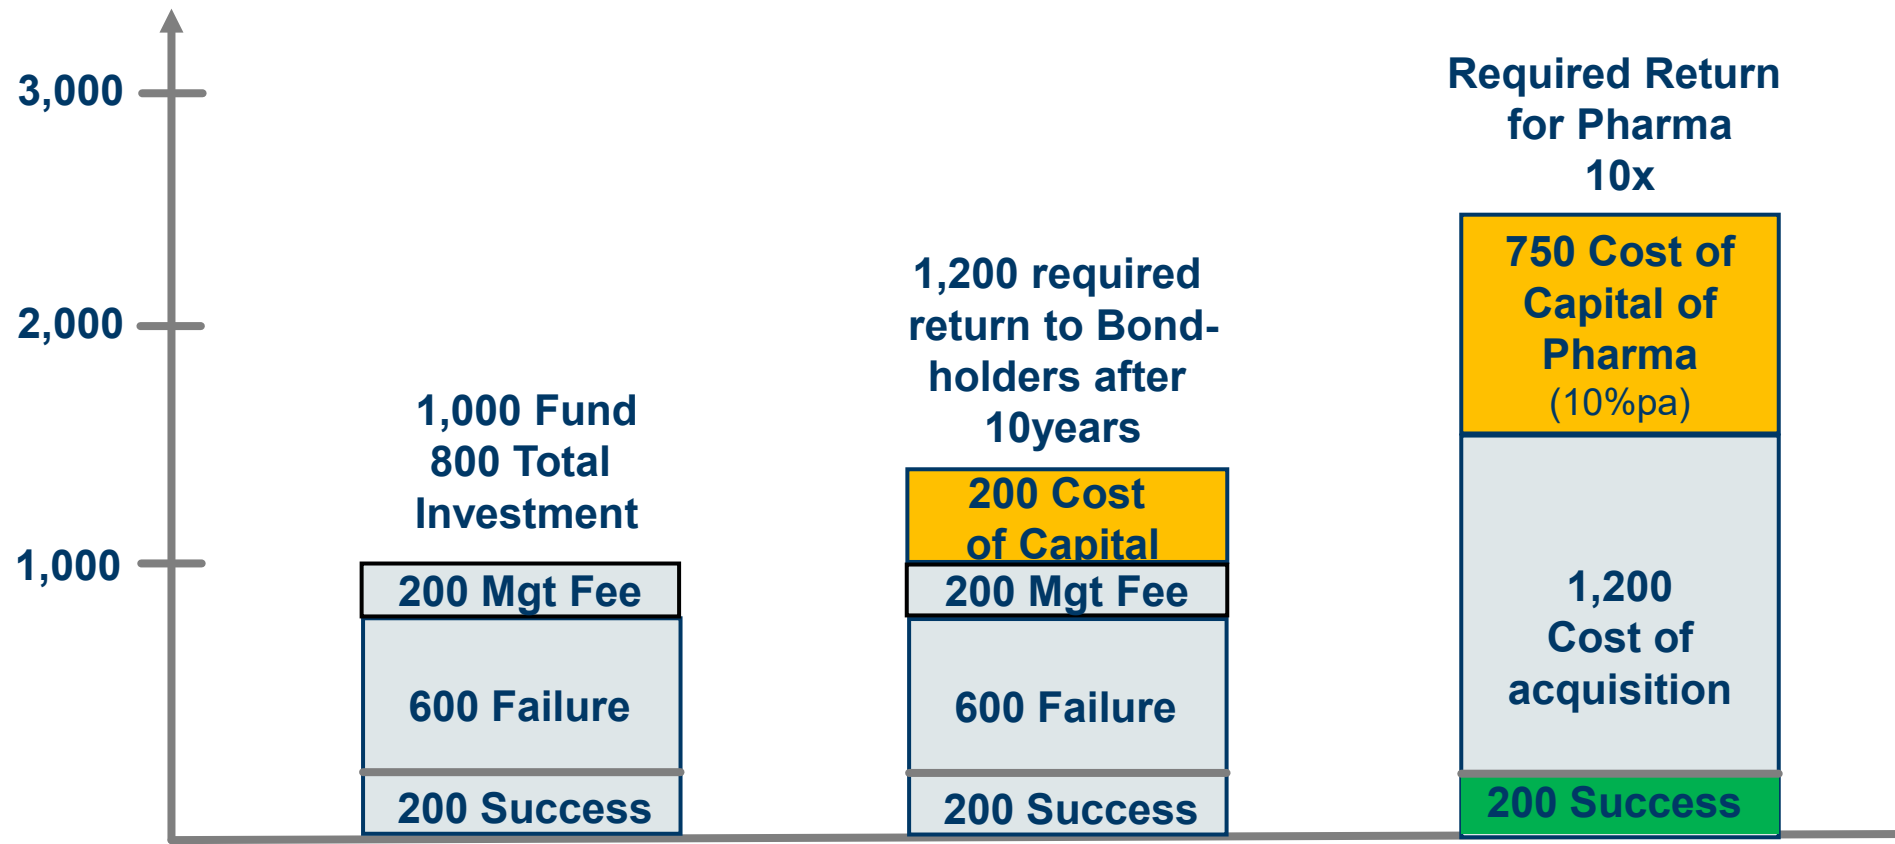 3,000
2,000
1,000
1,000 Fund
800 Total
Investment
200 Mgt Fee
600 Failure
200 Success
1,200 required
return to Bond-
holders after
10years
200 Cost
of Capital
200 Mgt Fee
600 Failure
200 Success
Required Return
for Pharma
10x
750 Cost of
Capital of
Pharma
(10%pa)
1,200
Cost of
acquisition
200 Success